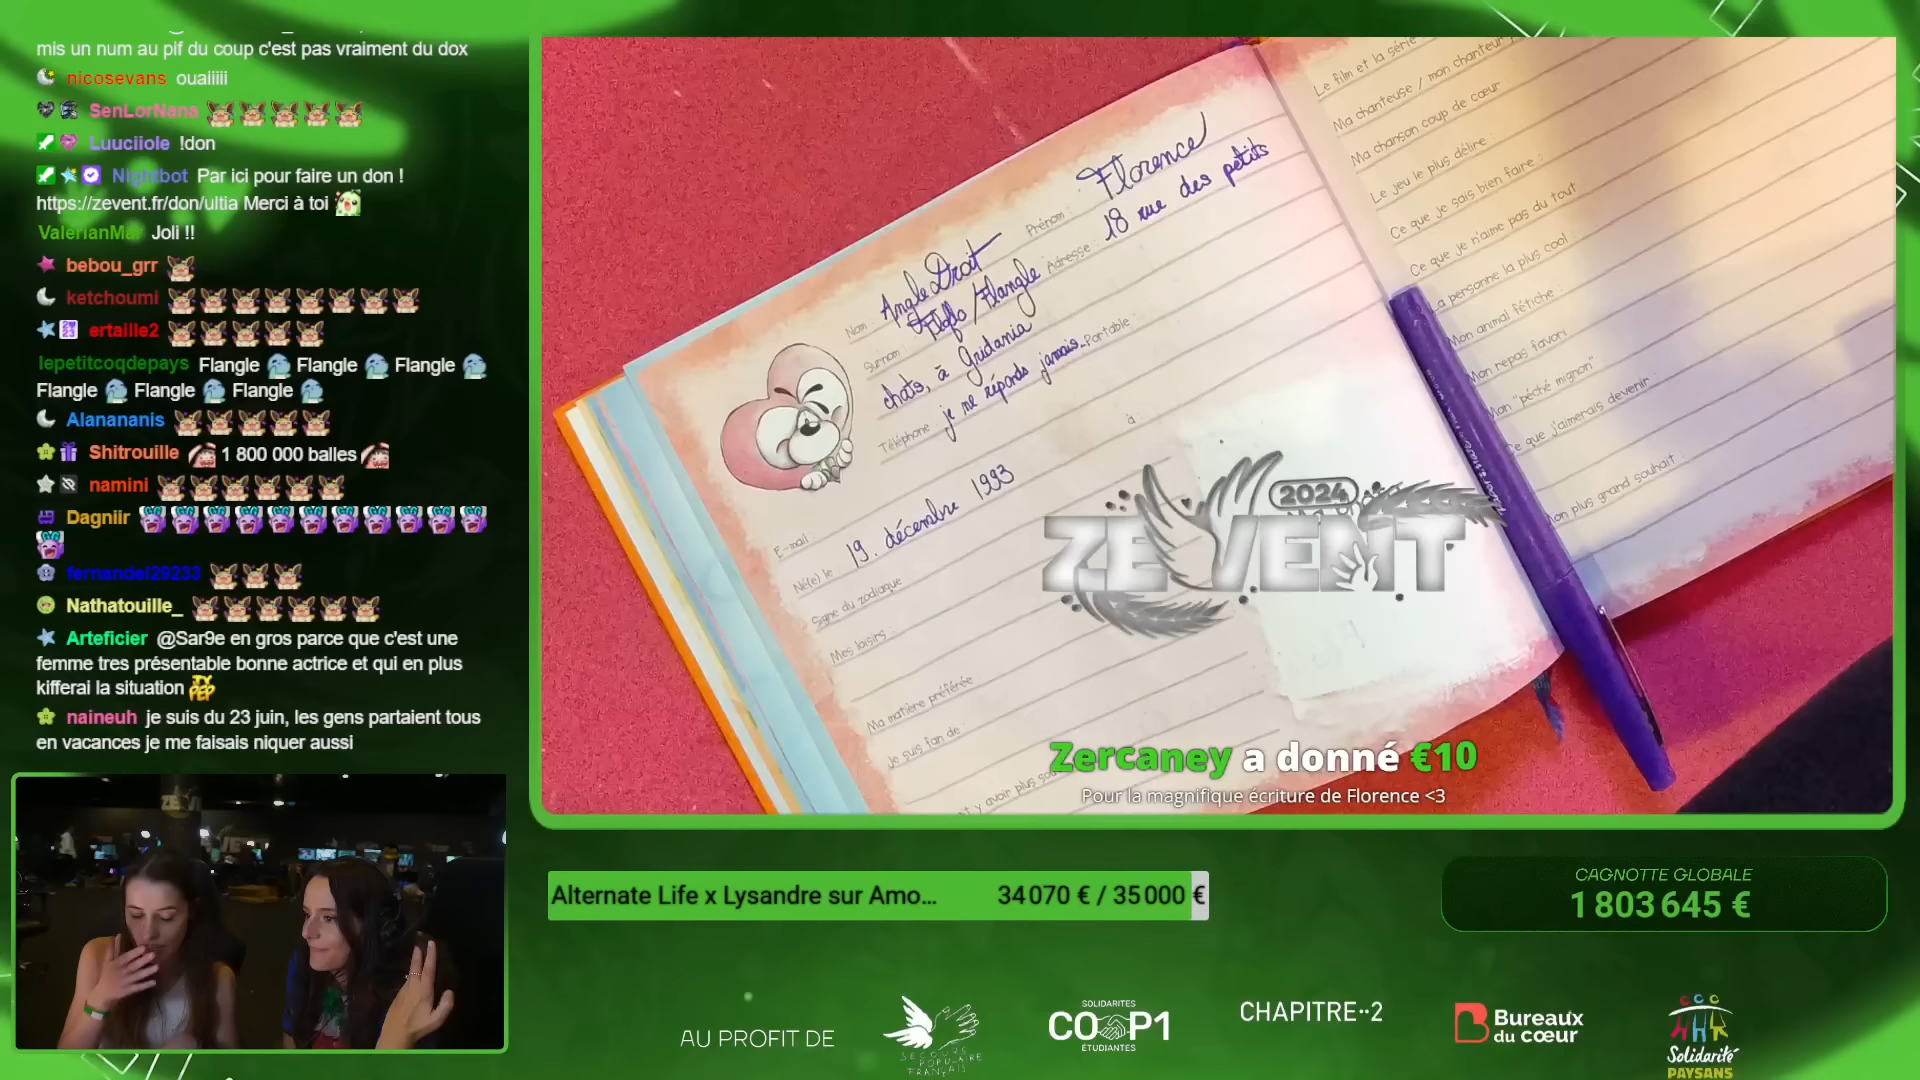 mis un num au pif du coup c'est pas vraiment du dox
nicosevans ouaiiiii
SenLorNana
Luuciiole !don
Nightbot Par ici pour faire un don !
https://zevent.fr/don/ultia Merci à toi
ValerianMar Joli !!
bebou_grr
ketchoumi
ertaille2
lepetitcoqdepays Flangle Flangle Flangle
Flangle Flangle Flangle
Alanananis
Shitrouille 1 800 000 balles
namini
Dagniir
fernandel29233
Nathatouille_
Arteficier @Sar9e en gros parce que c'est une
femme tres présentable bonne actrice et qui en plus
kifferai la situation
naineuh je suis du 23 juin, les gens partaient tous
en vacances je me faisais niquer aussi
Nom : Angle Droit Prénom : Florence
Surnom : Floflo / Flangle Adresse : 18 rue des petits
chats, à Gridania
Téléphone : je ne réponds jamais... Portable :
à
E-mail
Né(e) le 19. décembre 1993
Signe du zodiaque
Mes loisirs :
Ma matière préférée
Je suis fan de :
Le film et la série
Ma chanteuse / mon chanteur
Ma chanson coup de cœur
Le jeu le plus délire :
Ce que je sais bien faire :
Ce que je n'aime pas du tout
La personne la plus cool
Mon animal fétiche :
Mon repas favori
Mon "péché mignon"
Ce que j'aimerais devenir :
Mon plus grand souhait :
2024
ZEVENT
Zercaney a donné €10
Pour la magnifique écriture de Florence <3
Alternate Life x Lysandre sur Amo... 34 070 € / 35 000 €
CAGNOTTE GLOBALE
1 803 645 €
AU PROFIT DE
SECOURS
POPULAIRE
FRANÇAIS
SOLIDARITÉS
COP1
ÉTUDIANTES
CHAPITRE··2
Bureaux
du cœur
Solidarité
PAYSANS